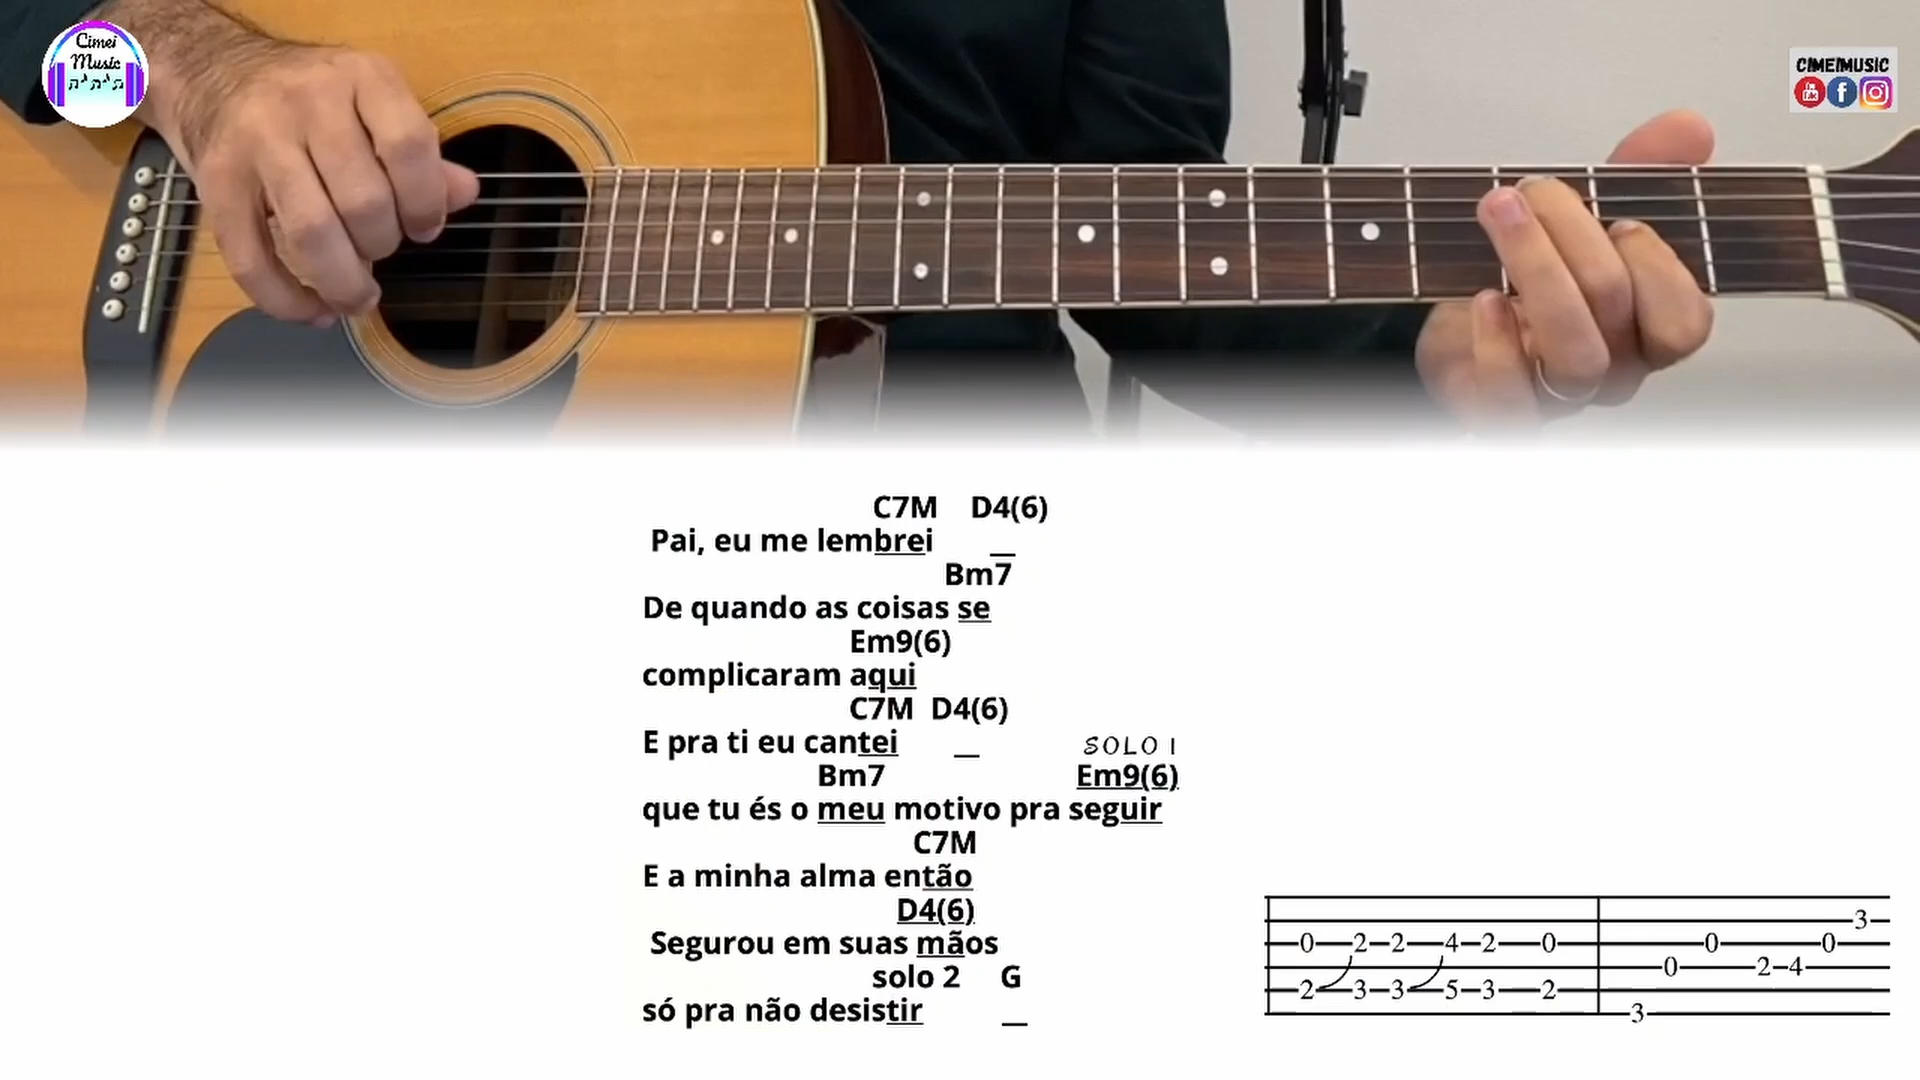 Cimei
Music
CIMEIMUSIC
C7M D4(6)
Pai, eu me lembrei __
Bm7
De quando as coisas se
Em9(6)
complicaram aqui
C7M D4(6)
E pra ti eu cantei __ SOLO 1
Bm7 Em9(6)
que tu és o meu motivo pra seguir
C7M
E a minha alma então
D4(6)
Segurou em suas mãos
solo 2 G
só pra não desistir __
3
0 2 2 4 2 0 0 0
0 2 4
2 3 3 5 3 2
3